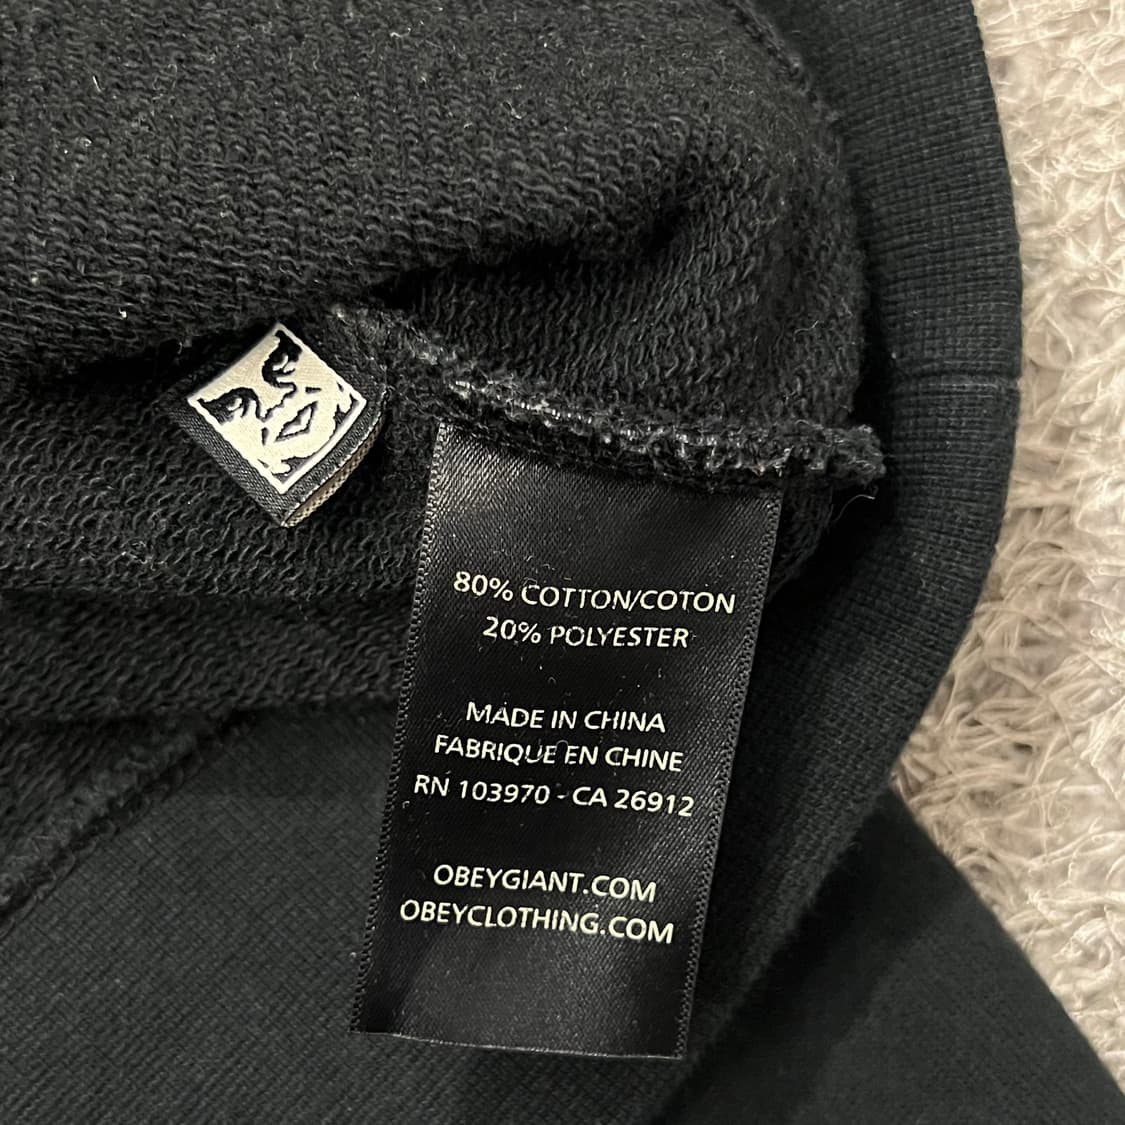 80% COTTON/COTON
20% POLYESTER
MADE IN CHINA
FABRIQUE EN CHINE
RN 103970 - CA 26912
OBEYGIANT.COM
OBEYCLOTHING.COM